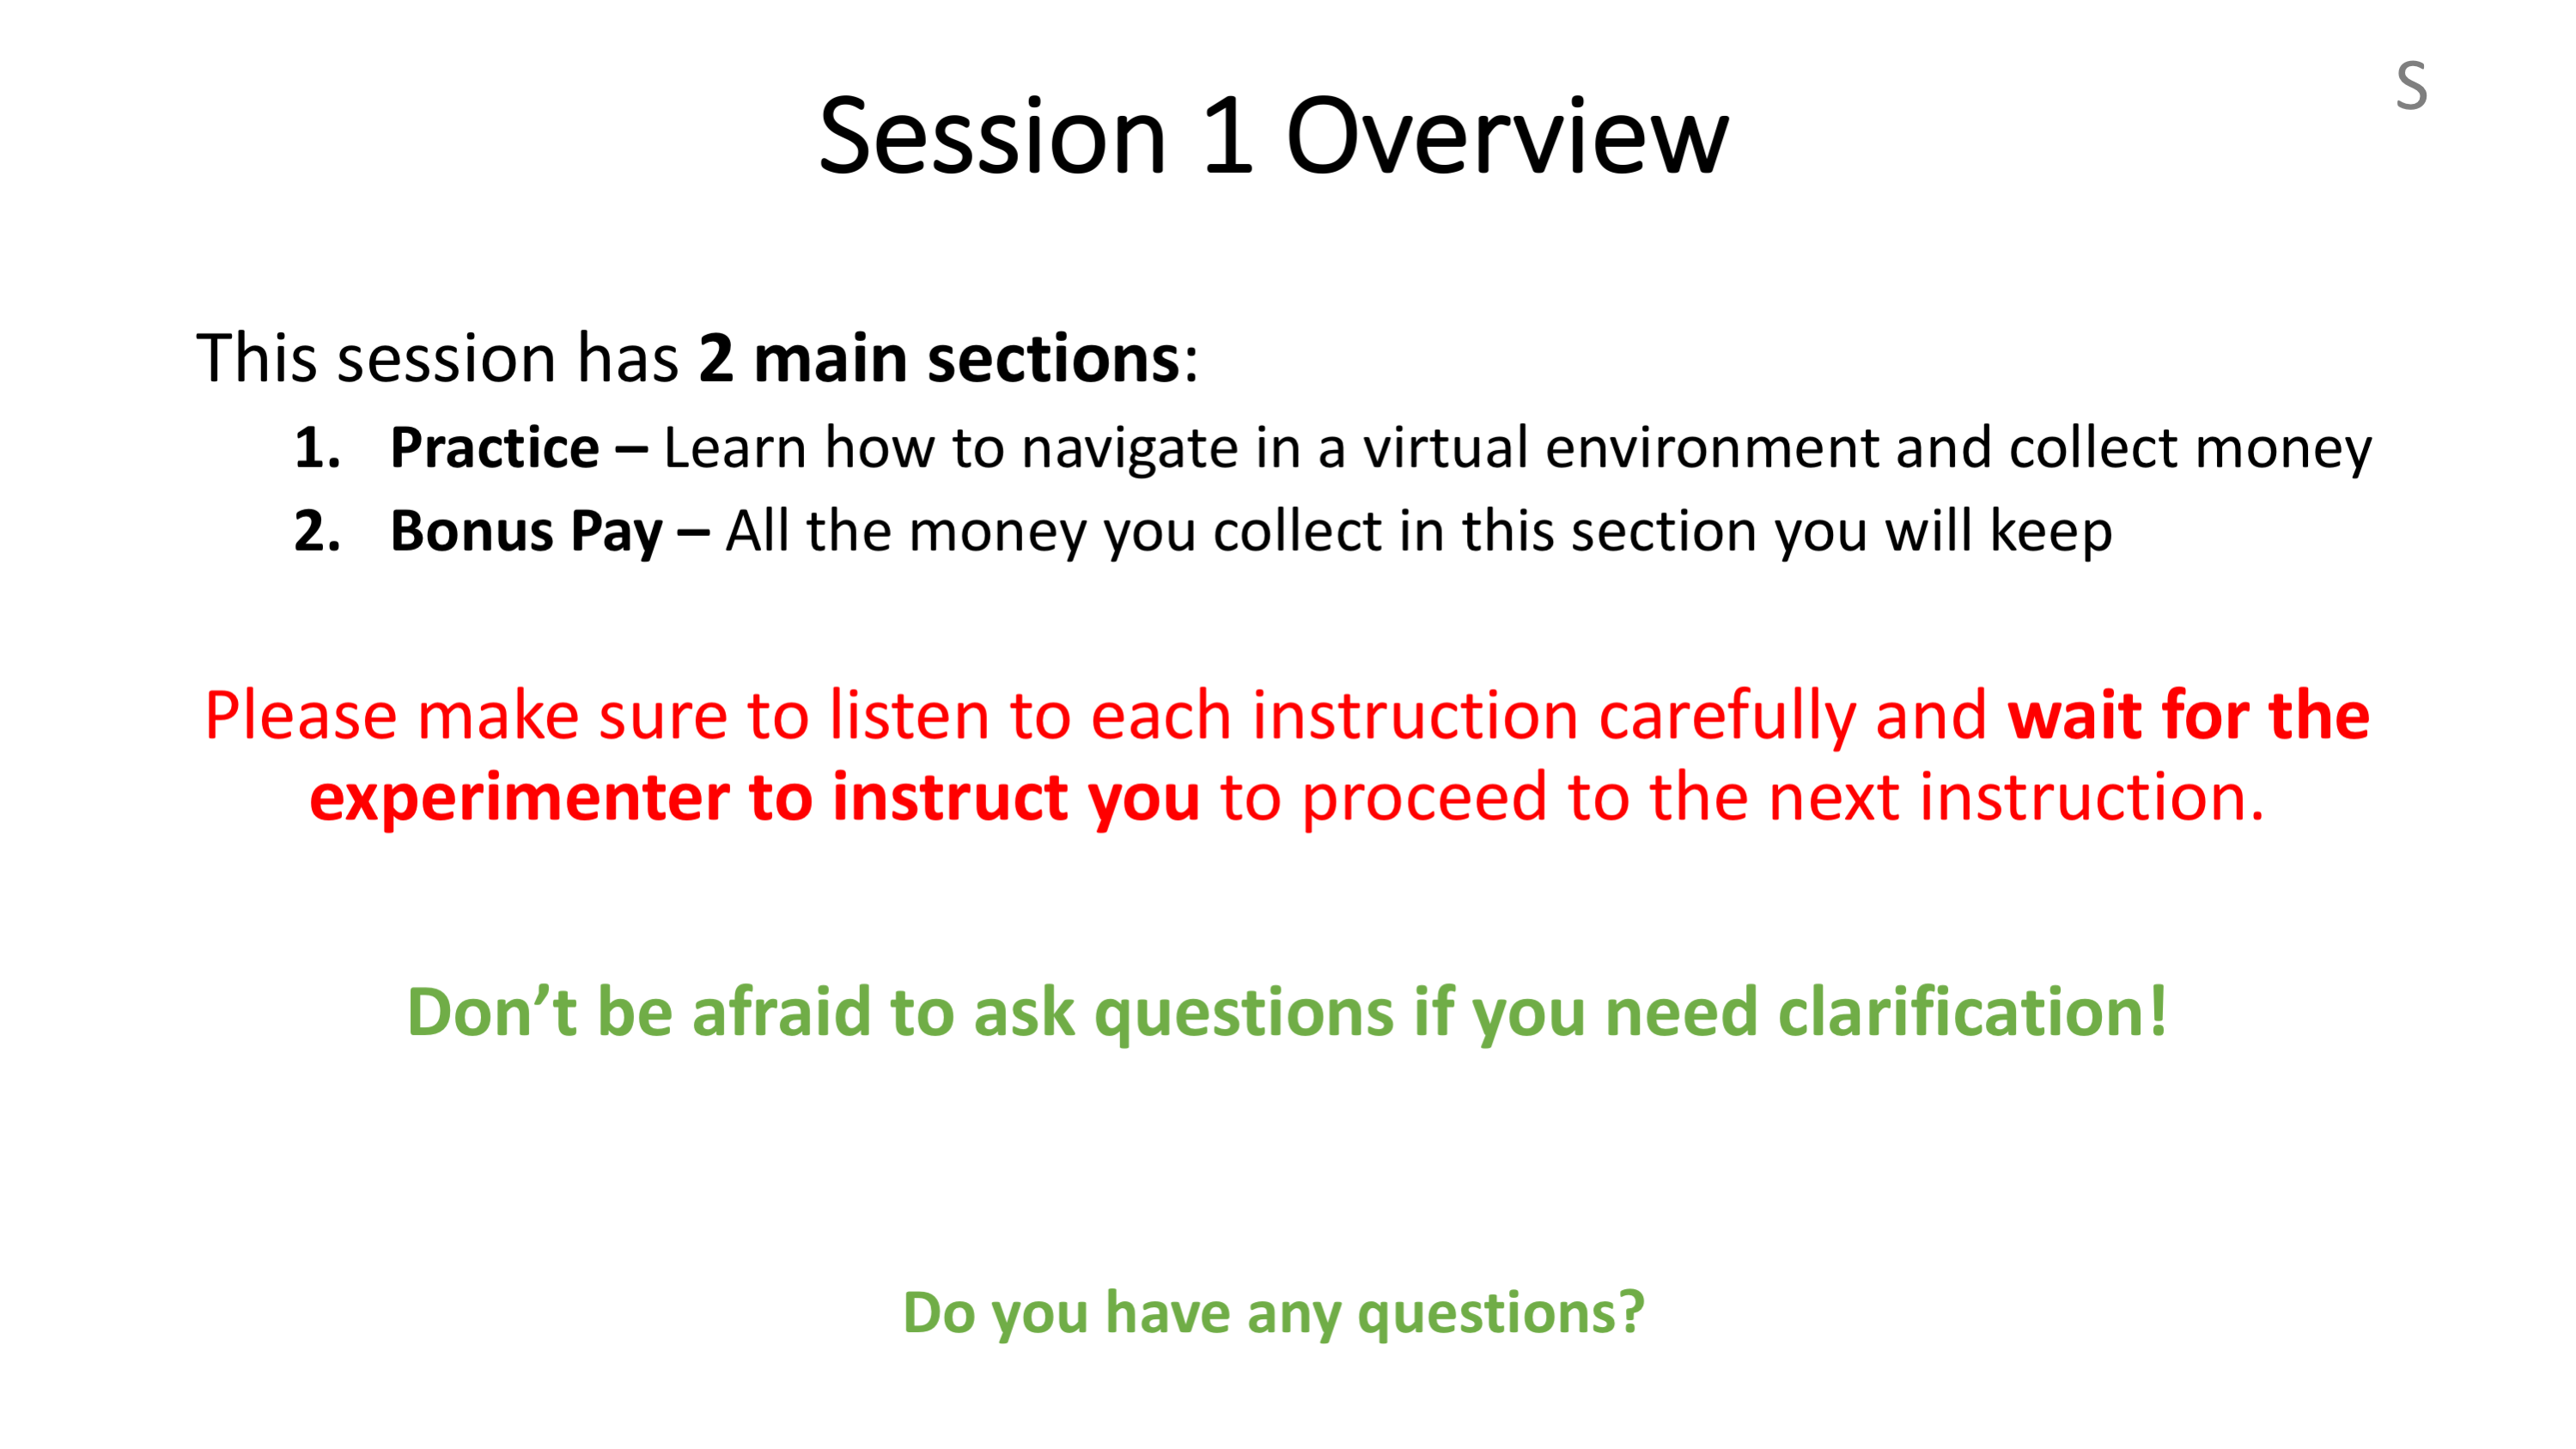 S
Session 1 Overview
This session has 2 main sections:
1. Practice – Learn how to navigate in a virtual environment and collect money
2. Bonus Pay – All the money you collect in this section you will keep
Please make sure to listen to each instruction carefully and wait for the
experimenter to instruct you to proceed to the next instruction.
Don’t be afraid to ask questions if you need clarification!
Do you have any questions?